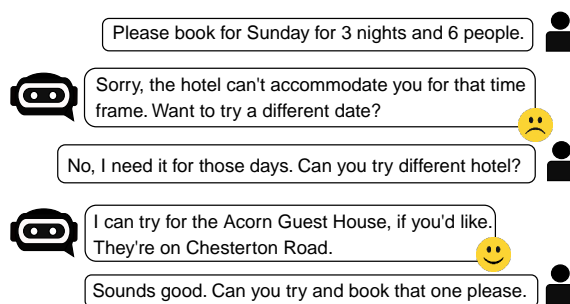 Please book for Sunday for 3 nights and 6 people.
Sorry, the hotel can't accommodate you for that time
frame. Want to try a different date?
No, I need it for those days. Can you try different hotel?
I can try for the Acorn Guest House, if you'd like.
They're on Chesterton Road.
Sounds good. Can you try and book that one please.